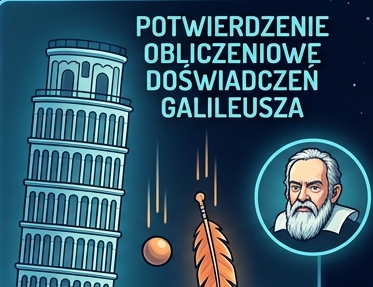 POTWIERDZENIE
OBLICZENIOWE
DOŚWIADCZEŃ
GALILEUSZA